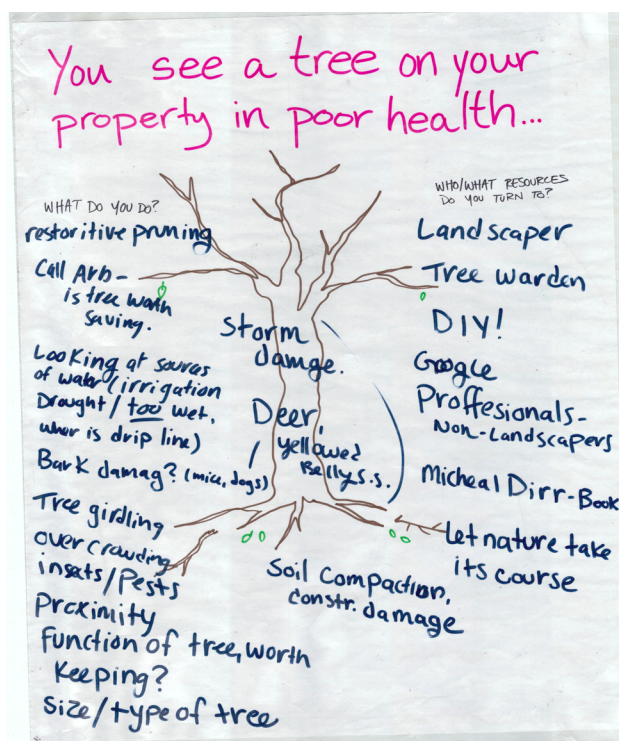 You see a tree on your
property in poor health...
WHAT DO YOU DO?
restoritive pruning
Call Arb-
is tree worth
saving.
Looking at sources
of water/irrigation
Drought/too wet,
wher is drip line)
Bark damag? (mice, dogs)
Tree girdling
over crowding
insects/Pests
Proximity
Function of tree, worth
Keeping?
Size/type of tree
Storm
damge.
Deer,
yellowed
Belly s.s.
Soil Compaction,
constr. damage
WHO/WHAT RESOURCES
DO YOU TURN TO?
Landscaper
Tree warden
DIY!
Google
Proffesionals-
Non-Landscapers
Micheal Dirr-Book
Let nature take
its course